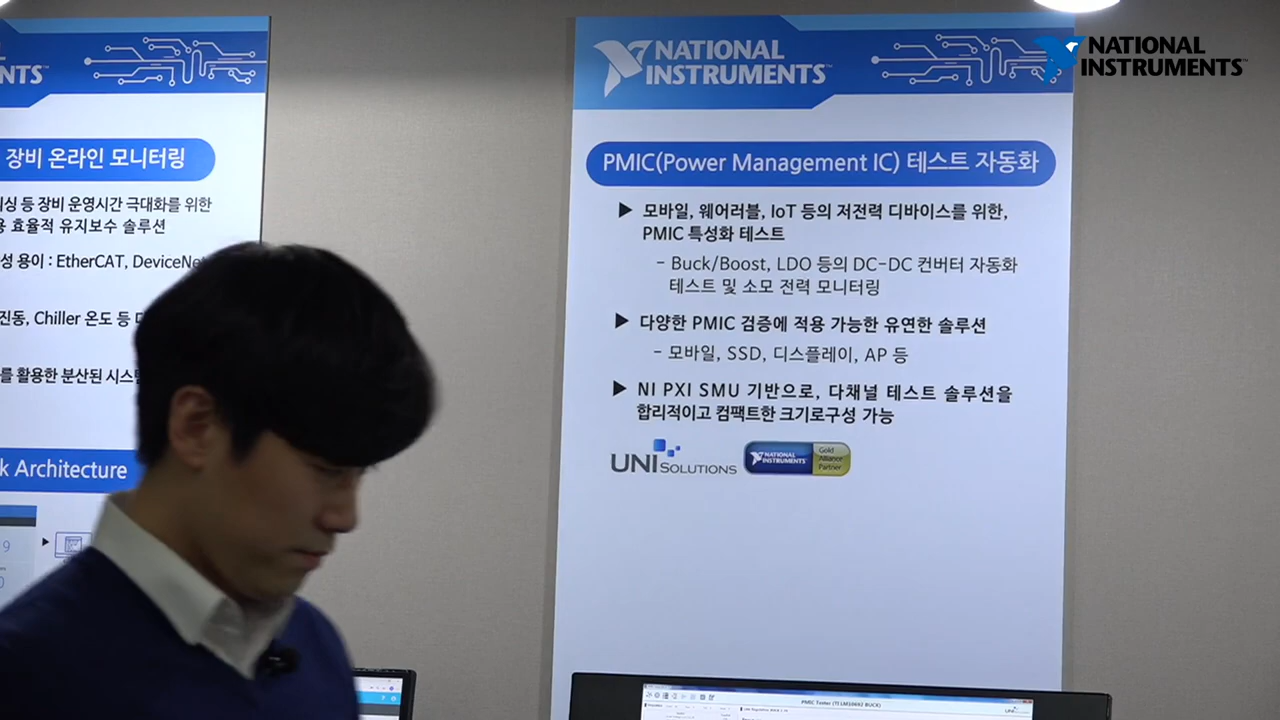 NTS
장비 온라인 모니터링
싱 등 장비 운영시간 극대화를 위한
용 효율적 유지보수 솔루션
성 용이 : EtherCAT, DeviceNet
진동, Chiller 온도 등
를 활용한 분산된 시스템
k Architecture
NATIONAL
INSTRUMENTS™
PMIC(Power Management IC) 테스트 자동화
▶ 모바일, 웨어러블, IoT 등의 저전력 디바이스를 위한,
PMIC 특성화 테스트
- Buck/Boost, LDO 등의 DC-DC 컨버터 자동화
테스트 및 소모 전력 모니터링
▶ 다양한 PMIC 검증에 적용 가능한 유연한 솔루션
- 모바일, SSD, 디스플레이, AP 등
▶ NI PXI SMU 기반으로, 다채널 테스트 솔루션을
합리적이고 컴팩트한 크기로구성 가능
UNI SOLUTIONS
NATIONAL INSTRUMENTS
Gold
Alliance
Partner
NATIONAL
INSTRUMENTS™